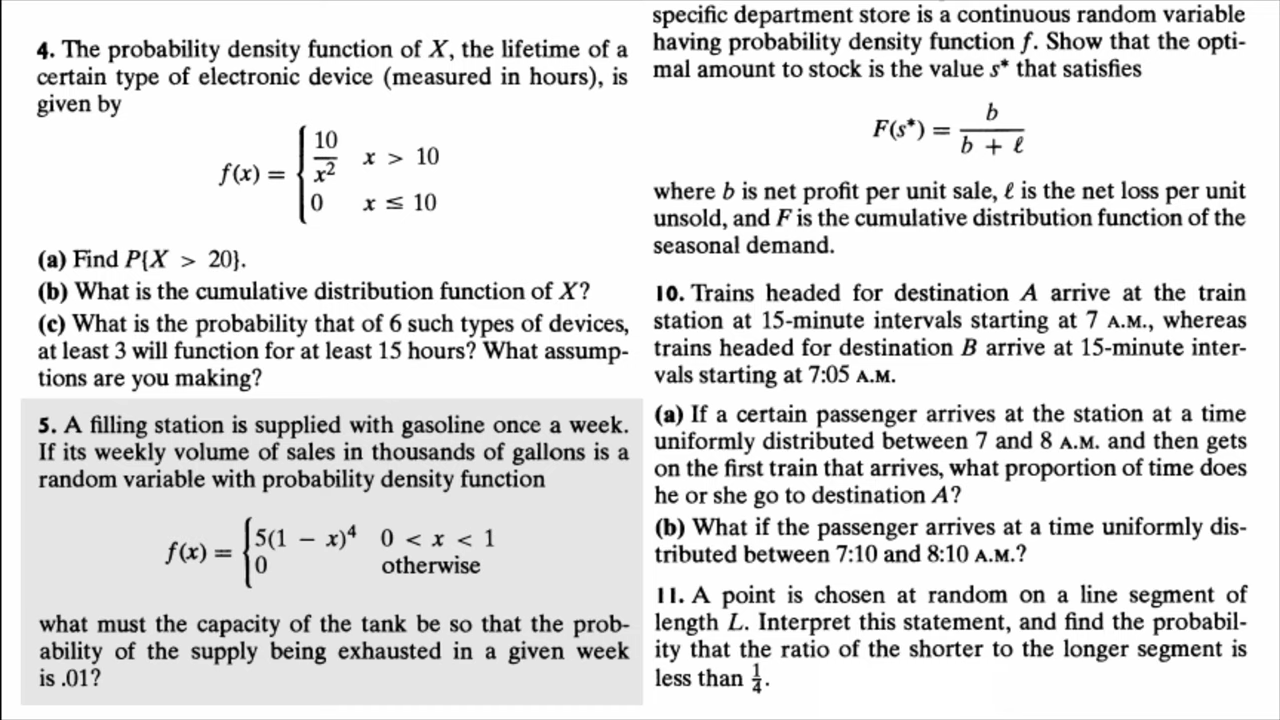 4. The probability density function of X, the lifetime of a
certain type of electronic device (measured in hours), is
given by
f(x) = { 10/x² x > 10
0 x ≤ 10
(a) Find P{X > 20}.
(b) What is the cumulative distribution function of X?
(c) What is the probability that of 6 such types of devices,
at least 3 will function for at least 15 hours? What assump-
tions are you making?
5. A filling station is supplied with gasoline once a week.
If its weekly volume of sales in thousands of gallons is a
random variable with probability density function
f(x) = { 5(1 − x)⁴ 0 < x < 1
0 otherwise
what must the capacity of the tank be so that the prob-
ability of the supply being exhausted in a given week
is .01?
specific department store is a continuous random variable
having probability density function f. Show that the opti-
mal amount to stock is the value s* that satisfies
F(s*) = b/(b + ℓ)
where b is net profit per unit sale, ℓ is the net loss per unit
unsold, and F is the cumulative distribution function of the
seasonal demand.
10. Trains headed for destination A arrive at the train
station at 15-minute intervals starting at 7 A.M., whereas
trains headed for destination B arrive at 15-minute inter-
vals starting at 7:05 A.M.
(a) If a certain passenger arrives at the station at a time
uniformly distributed between 7 and 8 A.M. and then gets
on the first train that arrives, what proportion of time does
he or she go to destination A?
(b) What if the passenger arrives at a time uniformly dis-
tributed between 7:10 and 8:10 A.M.?
11. A point is chosen at random on a line segment of
length L. Interpret this statement, and find the probabil-
ity that the ratio of the shorter to the longer segment is
less than 1/4.